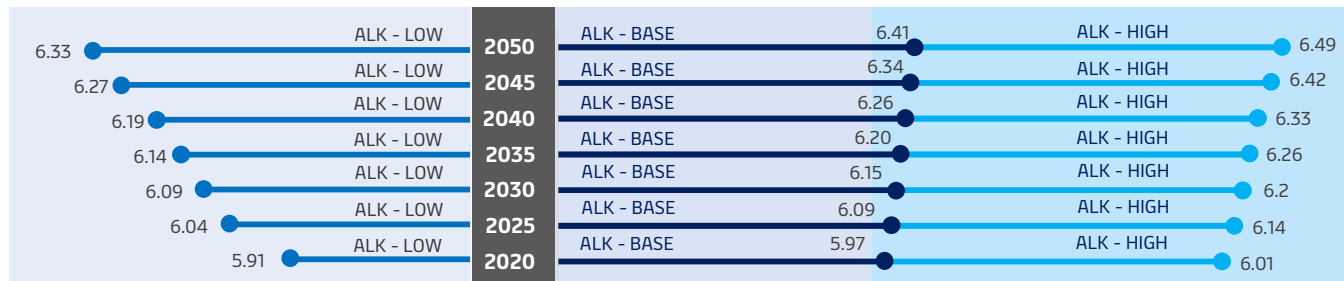 6.33 ALK - LOW 2050 ALK - BASE 6.41 ALK - HIGH 6.49
6.27 ALK - LOW 2045 ALK - BASE 6.34 ALK - HIGH 6.42
6.19 ALK - LOW 2040 ALK - BASE 6.26 ALK - HIGH 6.33
6.14 ALK - LOW 2035 ALK - BASE 6.20 ALK - HIGH 6.26
6.09 ALK - LOW 2030 ALK - BASE 6.15 ALK - HIGH 6.2
6.04 ALK - LOW 2025 ALK - BASE 6.09 ALK - HIGH 6.14
5.91 ALK - LOW 2020 ALK - BASE 5.97 ALK - HIGH 6.01